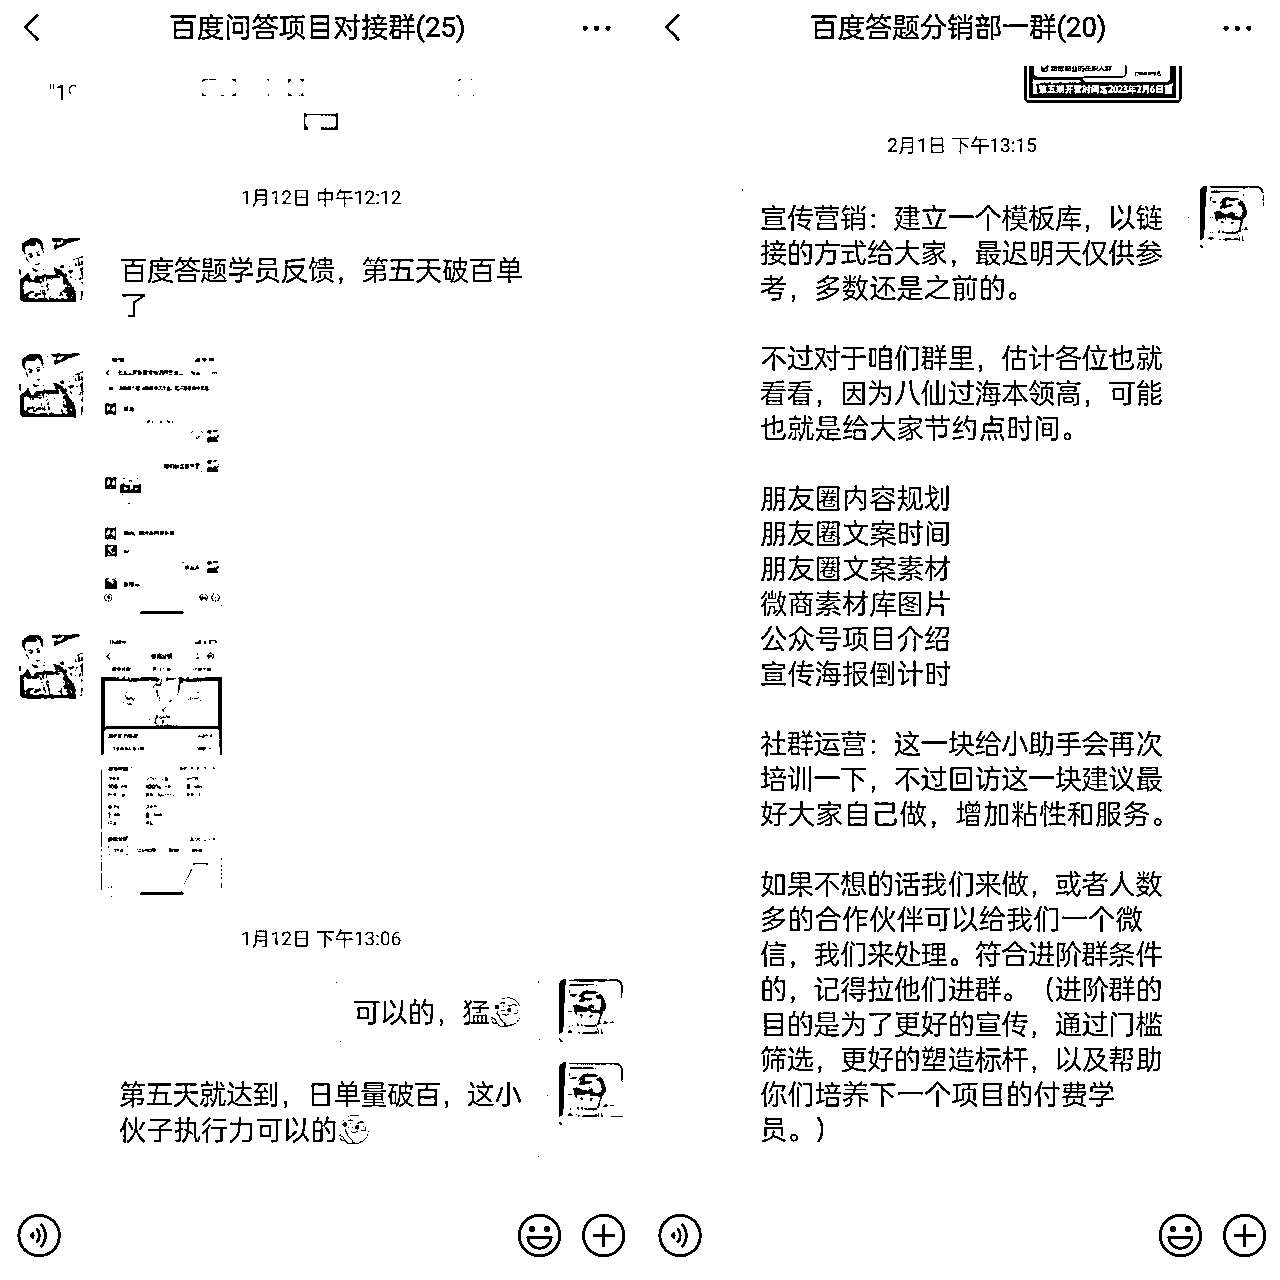 百度问答项目对接群(25)
1月12日 中午12:12
百度答题学员反馈，第五天破百单
了
1月12日 下午13:06
可以的，猛
第五天就达到，日单量破百，这小
伙子执行力可以的
百度答题分销部一群(20)
第五期开营时间是2023年2月6日
2月1日 下午13:15
宣传营销：建立一个模板库，以链
接的方式给大家，最迟明天仅供参
考，多数还是之前的。
不过对于咱们群里，估计各位也就
看看，因为八仙过海本领高，可能
也就是给大家节约点时间。
朋友圈内容规划
朋友圈文案时间
朋友圈文案素材
微商素材库图片
公众号项目介绍
宣传海报倒计时
社群运营：这一块给小助手会再次
培训一下，不过回访这一块建议最
好大家自己做，增加粘性和服务。
如果不想的话我们来做，或者人数
多的合作伙伴可以给我们一个微
信，我们来处理。符合进阶群条件
的，记得拉他们进群。（进阶群的
目的是为了更好的宣传，通过门槛
筛选，更好的塑造标杆，以及帮助
你们培养下一个项目的付费学
员。）